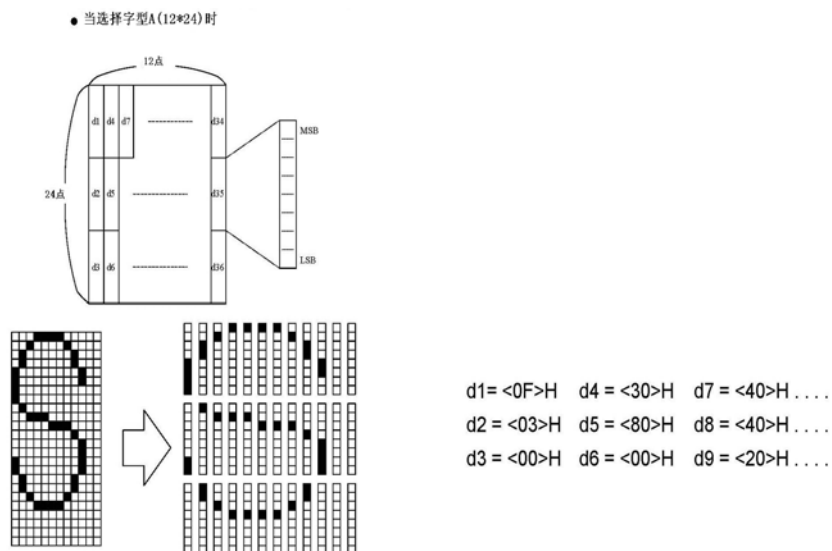 ● 当选择字型A(12*24)时
12点
d1 d4 d7 d34
MSB
24点
d2 d5 d35
LSB
d3 d6 d36
d1= <0F>H d4 = <30>H d7 = <40>H . . . .
d2 = <03>H d5 = <80>H d8 = <40>H . . . .
d3 = <00>H d6 = <00>H d9 = <20>H . . . .